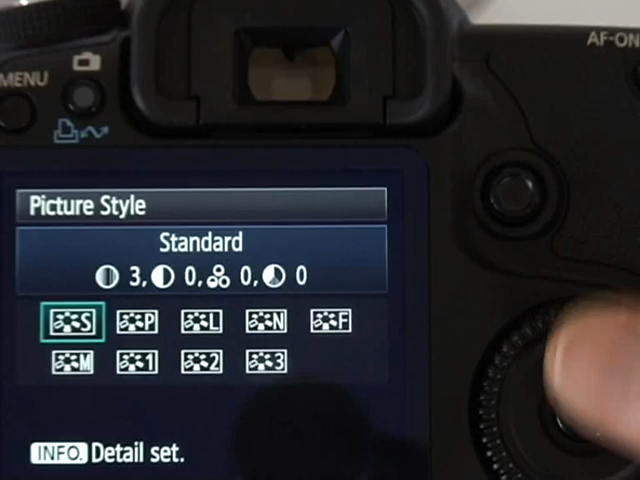 AF-ON
MENU
Picture Style
Standard
3, 0, 0, 0
S P L N F
M 1 2 3
INFO. Detail set.